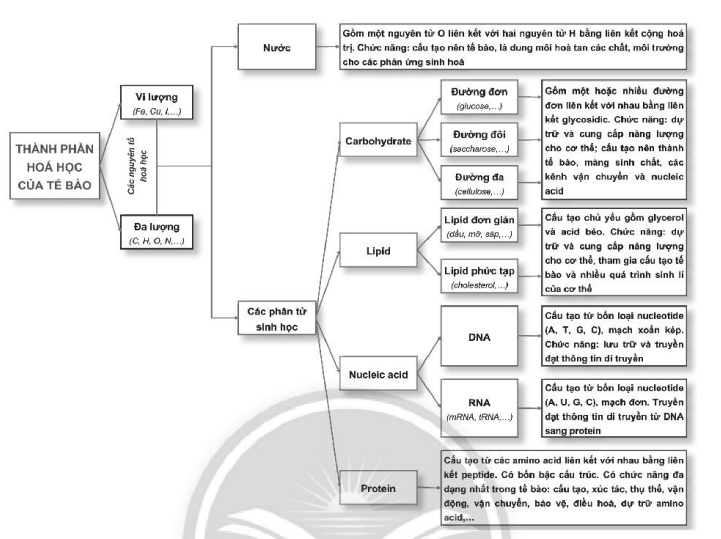 Nước
Gồm một nguyên tử O liên kết với hai nguyên tử H bằng liên kết cộng hoá
trị. Chức năng: cấu tạo nên tế bào, là dung môi hoà tan các chất, môi trường
cho các phản ứng sinh hoá
THÀNH PHẦN
HOÁ HỌC
CỦA TẾ BÀO
Vi lượng
(Fe, Cu, I,...)
Các nguyên tố
hoá học
Đa lượng
(C, H, O, N,...)
Các phân tử
sinh học
Carbohydrate
Đường đơn
(glucose,...)
Đường đôi
(saccharose,...)
Đường đa
(cellulose,...)
Gồm một hoặc nhiều đường
đơn liên kết với nhau bằng liên
kết glycosidic. Chức năng: dự
trữ và cung cấp năng lượng
cho cơ thể; cấu tạo nên thành
tế bào, màng sinh chất, các
kênh vận chuyển và nucleic
acid
Lipid
Lipid đơn giản
(dầu, mỡ, sáp,...)
Lipid phức tạp
(cholesterol,...)
Cấu tạo chủ yếu gồm glycerol
và acid béo. Chức năng: dự
trữ và cung cấp năng lượng
cho cơ thể, tham gia cấu tạo tế
bào và nhiều quá trình sinh lí
của cơ thể
Nucleic acid
DNA
Cấu tạo từ bốn loại nucleotide
(A, T, G, C), mạch xoắn kép.
Chức năng: lưu trữ và truyền
đạt thông tin di truyền
RNA
(mRNA, tRNA,...)
Cấu tạo từ bốn loại nucleotide
(A, U, G, C), mạch đơn. Truyền
đạt thông tin di truyền từ DNA
sang protein
Protein
Cấu tạo từ các amino acid liên kết với nhau bằng liên
kết peptide. Có bốn bậc cấu trúc. Có chức năng đa
dạng nhất trong tế bào: cấu tạo, xúc tác, thụ thể, vận
động, vận chuyển, bảo vệ, điều hoà, dự trữ amino
acid,...